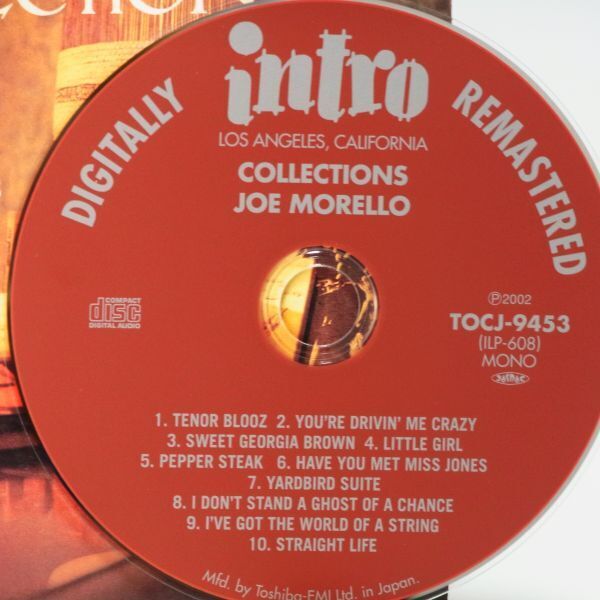 DIGITALLY
REMASTERED
intro
LOS ANGELES, CALIFORNIA
COLLECTIONS
JOE MORELLO
COMPACT
disc
DIGITAL AUDIO
Ⓟ2002
TOCJ-9453
(ILP-608)
MONO
1. TENOR BLOOZ 2. YOU'RE DRIVIN' ME CRAZY
3. SWEET GEORGIA BROWN 4. LITTLE GIRL
5. PEPPER STEAK 6. HAVE YOU MET MISS JONES
7. YARDBIRD SUITE
8. I DON'T STAND A GHOST OF A CHANCE
9. I'VE GOT THE WORLD OF A STRING
10. STRAIGHT LIFE
Mfd. by Toshiba-EMI Ltd. in Japan.